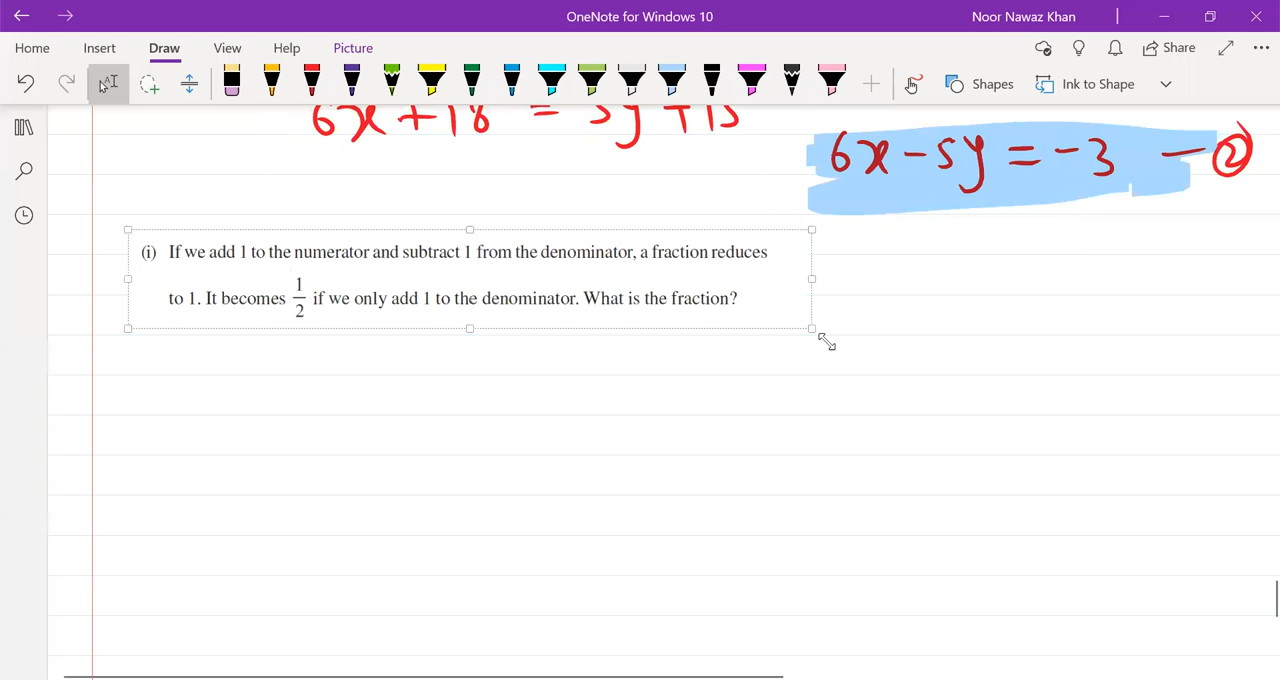 OneNote for Windows 10
Noor Nawaz Khan
Home Insert Draw View Help Picture
Share
Shapes
Ink to Shape
6x + 18 = 5y + 15
6x - 5y = -3 — ②
(i) If we add 1 to the numerator and subtract 1 from the denominator, a fraction reduces
to 1. It becomes 1/2 if we only add 1 to the denominator. What is the fraction?